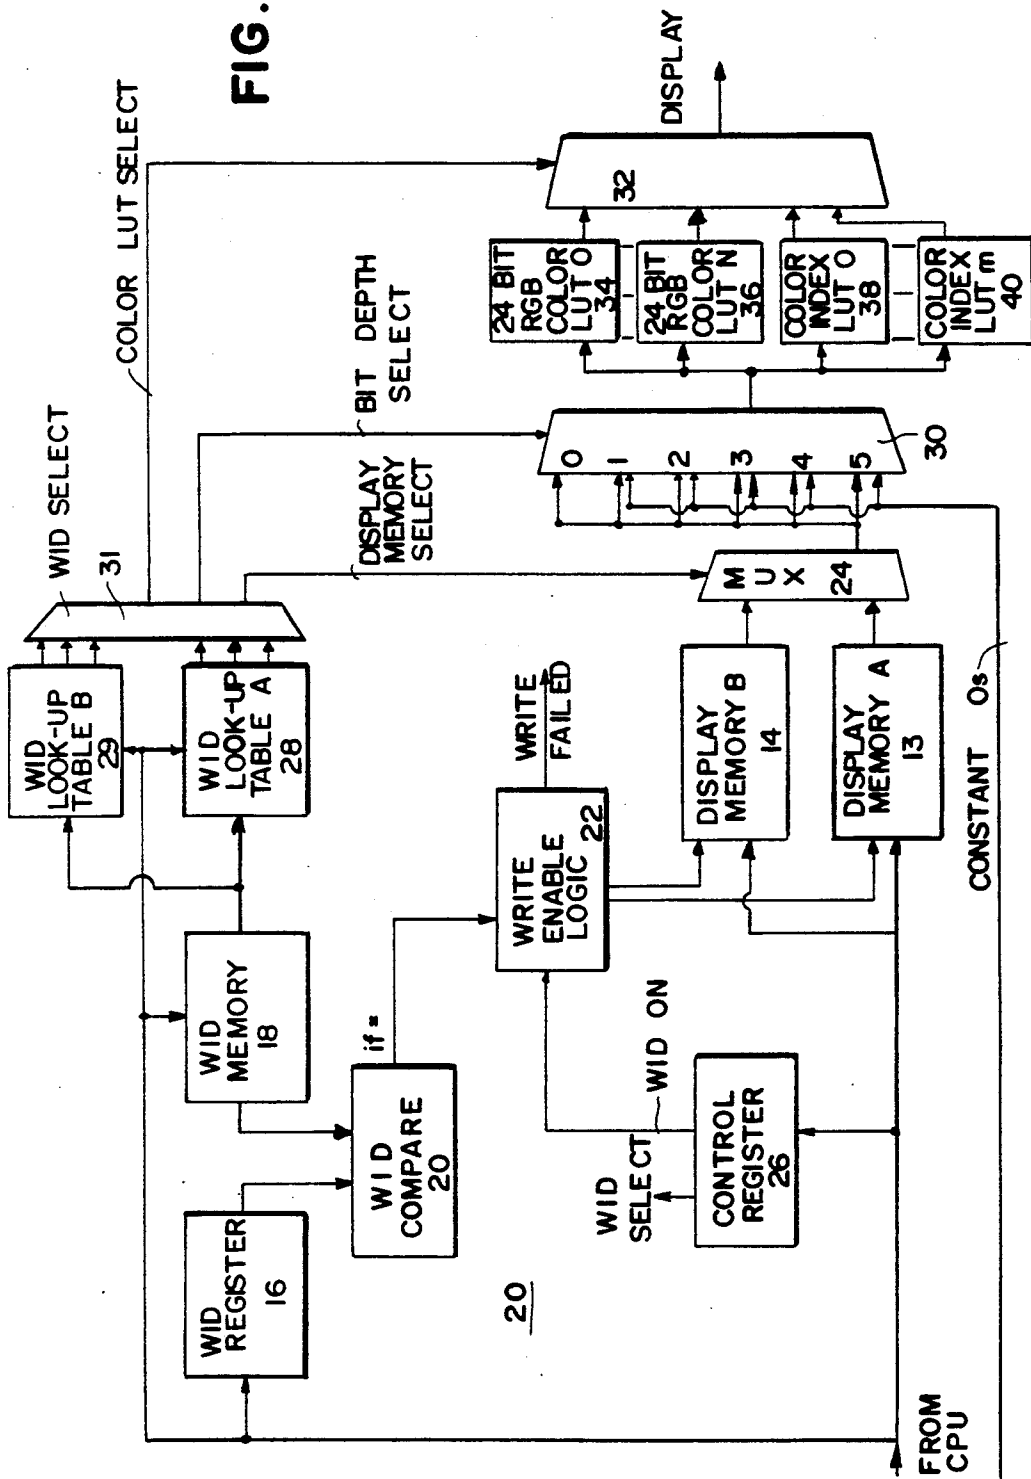 FIG.
COLOR LUT SELECT
WID SELECT
31
BIT DEPTH
SELECT
DISPLAY
MEMORY
SELECT
DISPLAY
WID
LOOK-UP
TABLE B
29
WID
LOOK-UP
TABLE A
28
WID
MEMORY
18
WID
REGISTER
16
WID
COMPARE
20
if =
WRITE
ENABLE
LOGIC
22
WRITE
FAILED
WID ON
WID
SELECT
CONTROL
REGISTER
26
20
DISPLAY
MEMORY B
14
DISPLAY
MEMORY A
13
MUX
24
0
1
2
3
4
5
30
24 BIT
RGB
COLOR
LUT 0
34
24 BIT
RGB
COLOR
LUT N
36
COLOR
INDEX
LUT 0
38
COLOR
INDEX
LUT m
40
32
FROM
CPU
CONSTANT 0s